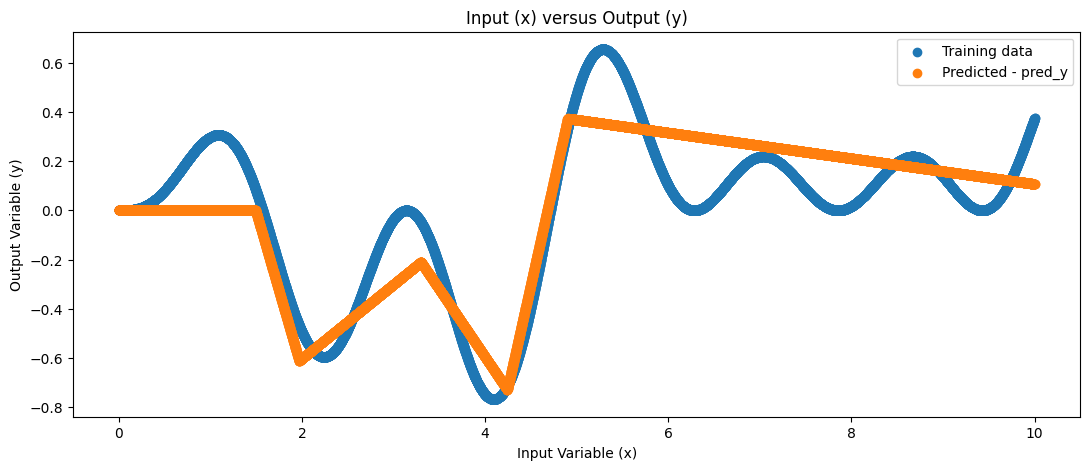 Input (x) versus Output (y)
Training data
Predicted - pred_y
Output Variable (y)
0.6
0.4
0.2
0.0
−0.2
−0.4
−0.6
−0.8
0 2 4 6 8 10
Input Variable (x)